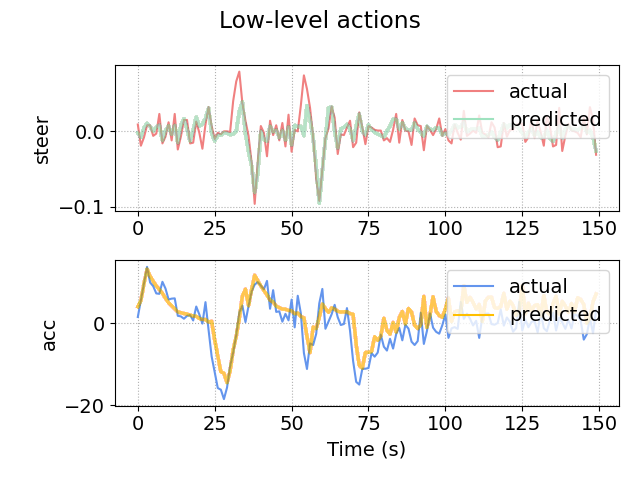 Low-level actions
steer
0.0
−0.1
actual
predicted
0 25 50 75 100 125 150
acc
0
−20
actual
predicted
0 25 50 75 100 125 150
Time (s)